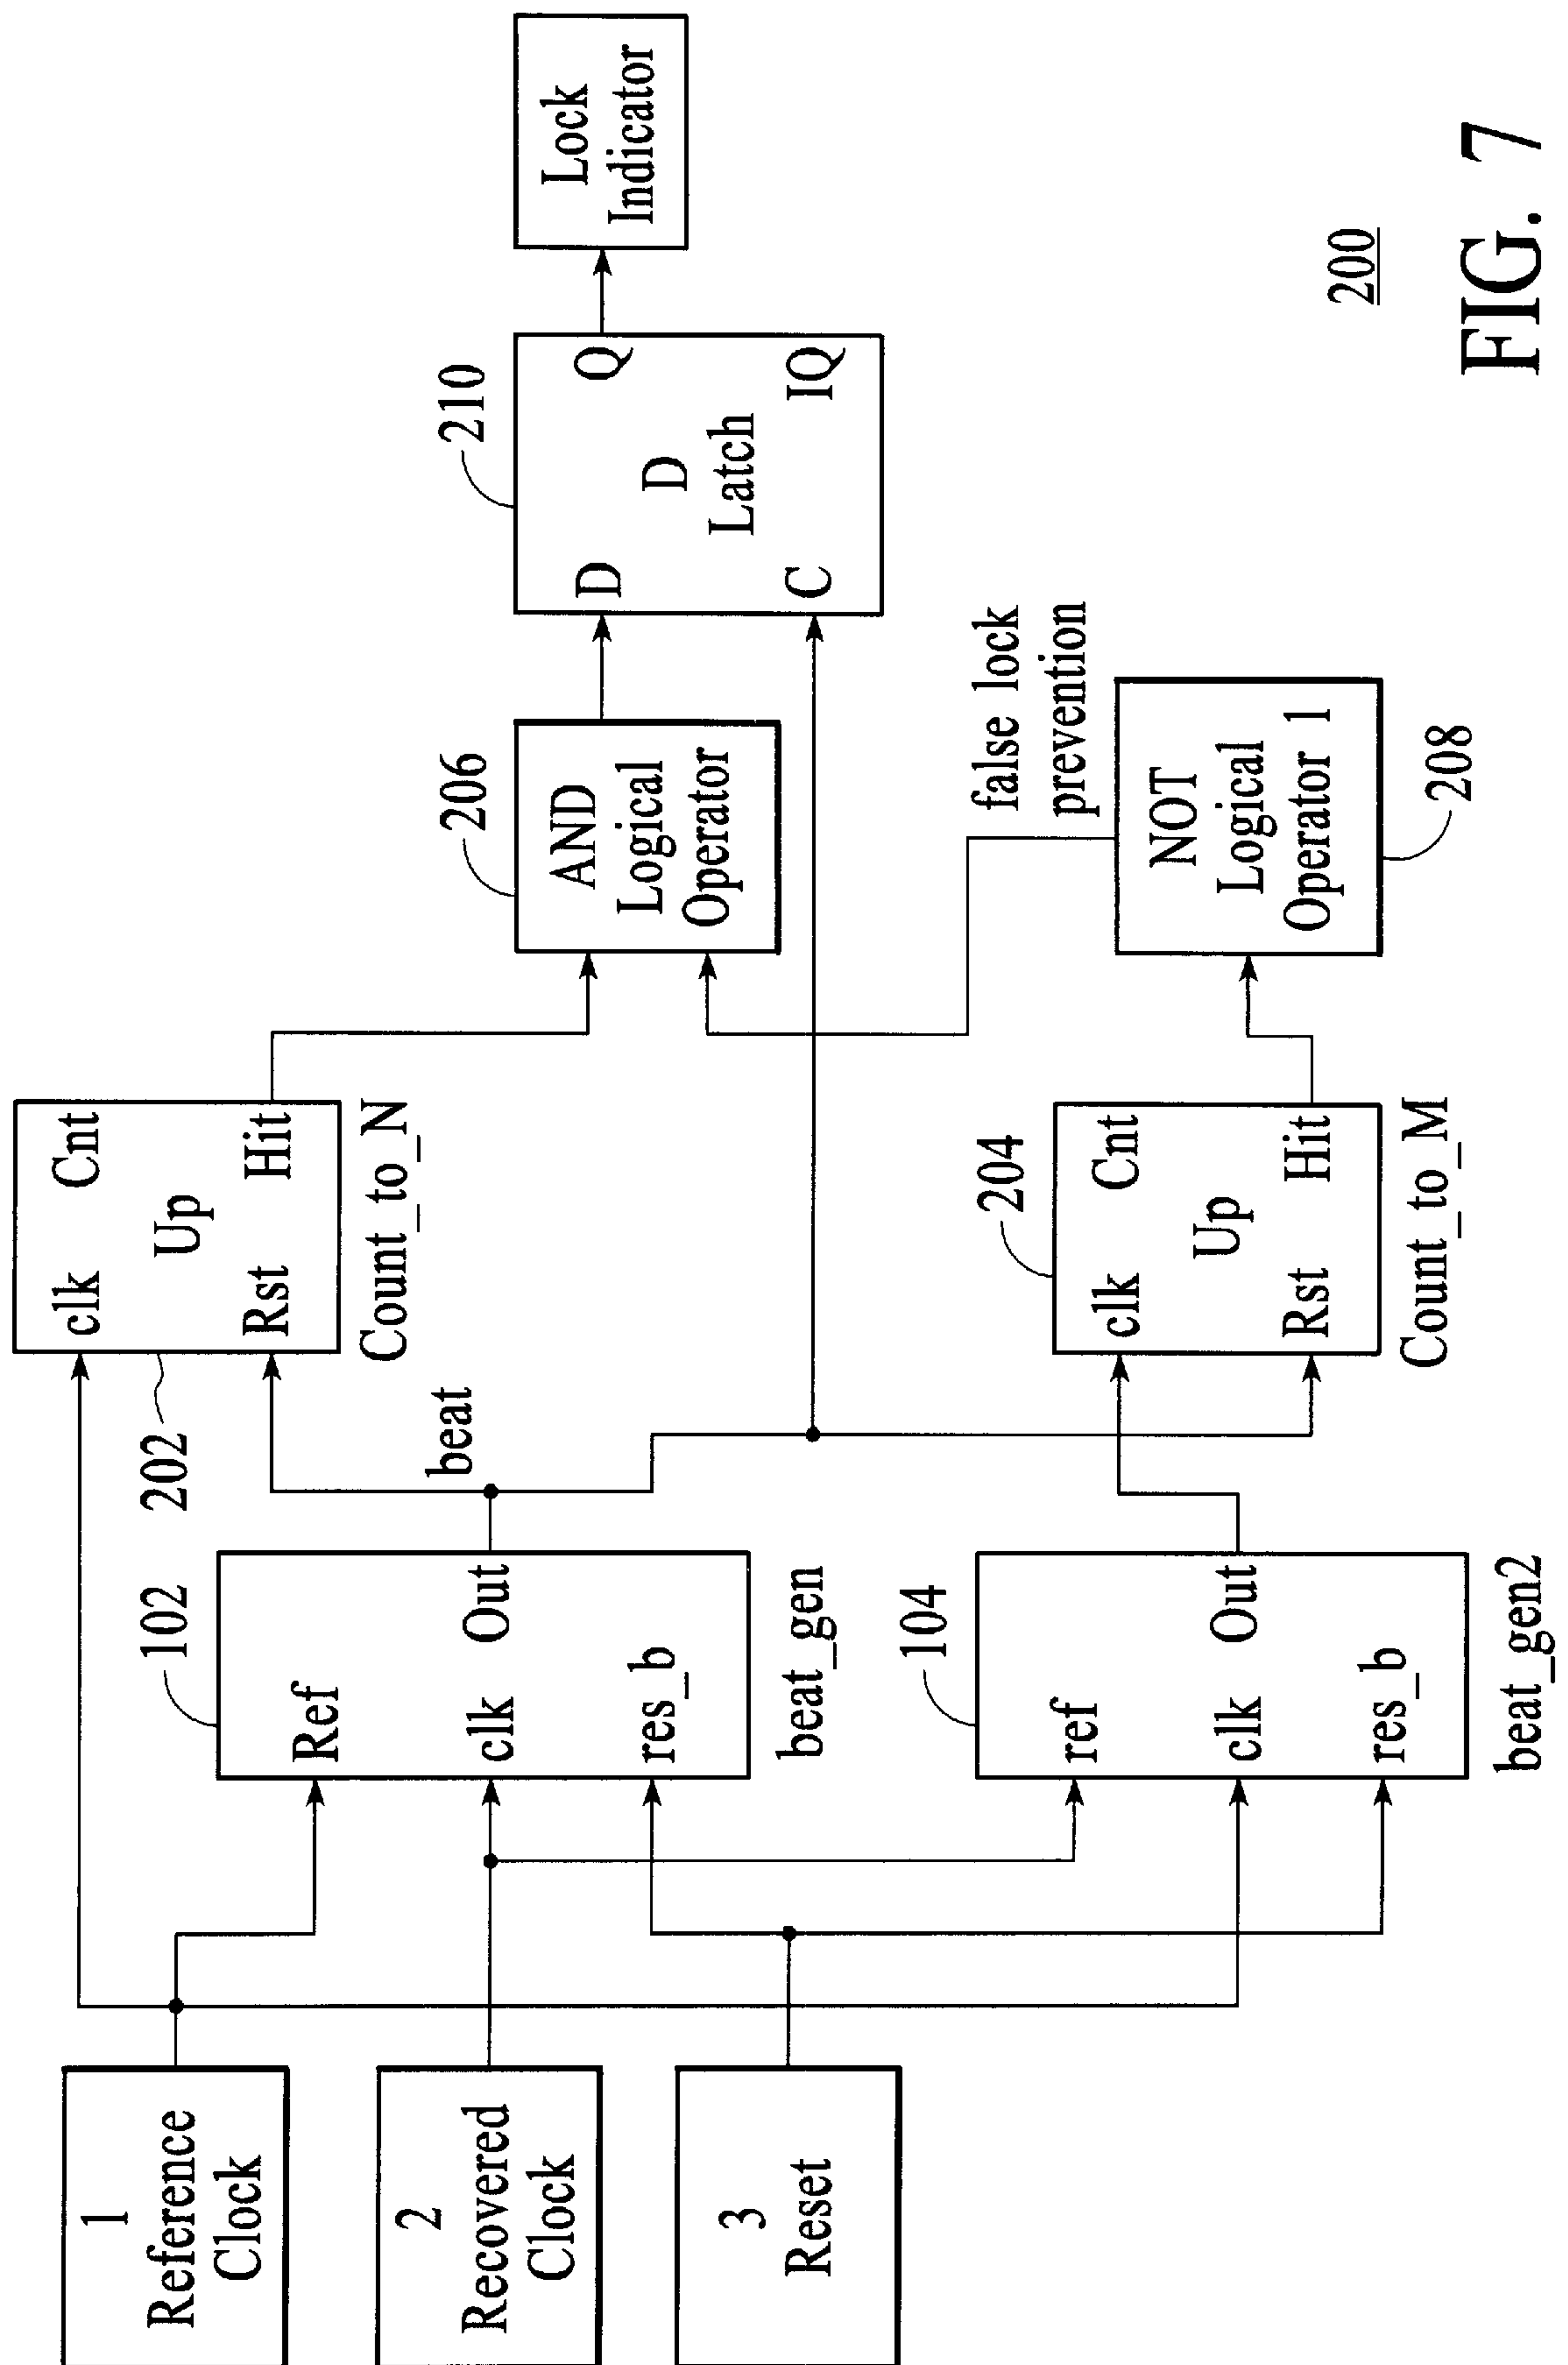 1
Reference
Clock
2
Recovered
Clock
3
Reset
102
Ref
clk
Out
res_b
beat_gen
104
ref
clk
Out
res_b
beat_gen2
beat
202
clk
Cnt
Up
Rst
Hit
Count_to_N
204
clk
Cnt
Up
Rst
Hit
Count_to_M
206
AND
Logical
Operator
false lock
prevention
NOT
Logical
Operator 1
208
210
D
Q
D
Latch
C
IQ
Lock
Indicator
200
FIG. 7